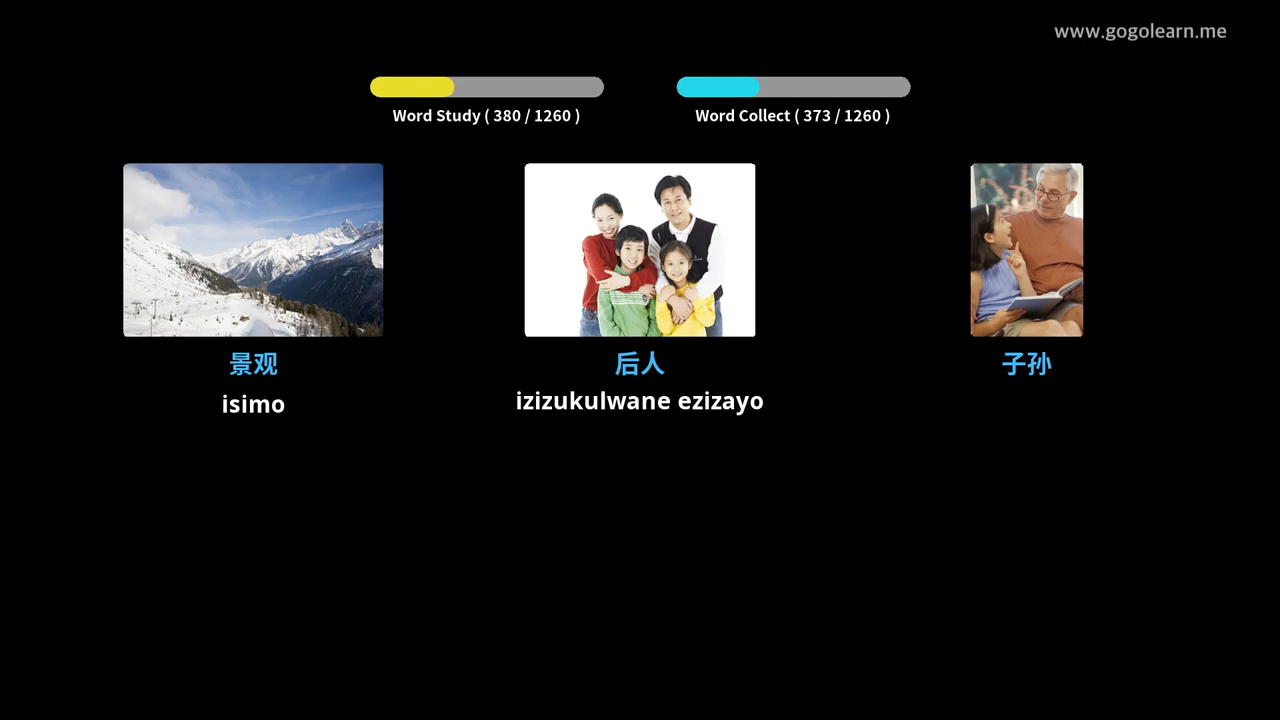 www.gogolearn.me
Word Study ( 380 / 1260 )
Word Collect ( 373 / 1260 )
景观
后人
子孙
isimo
izizukulwane ezizayo